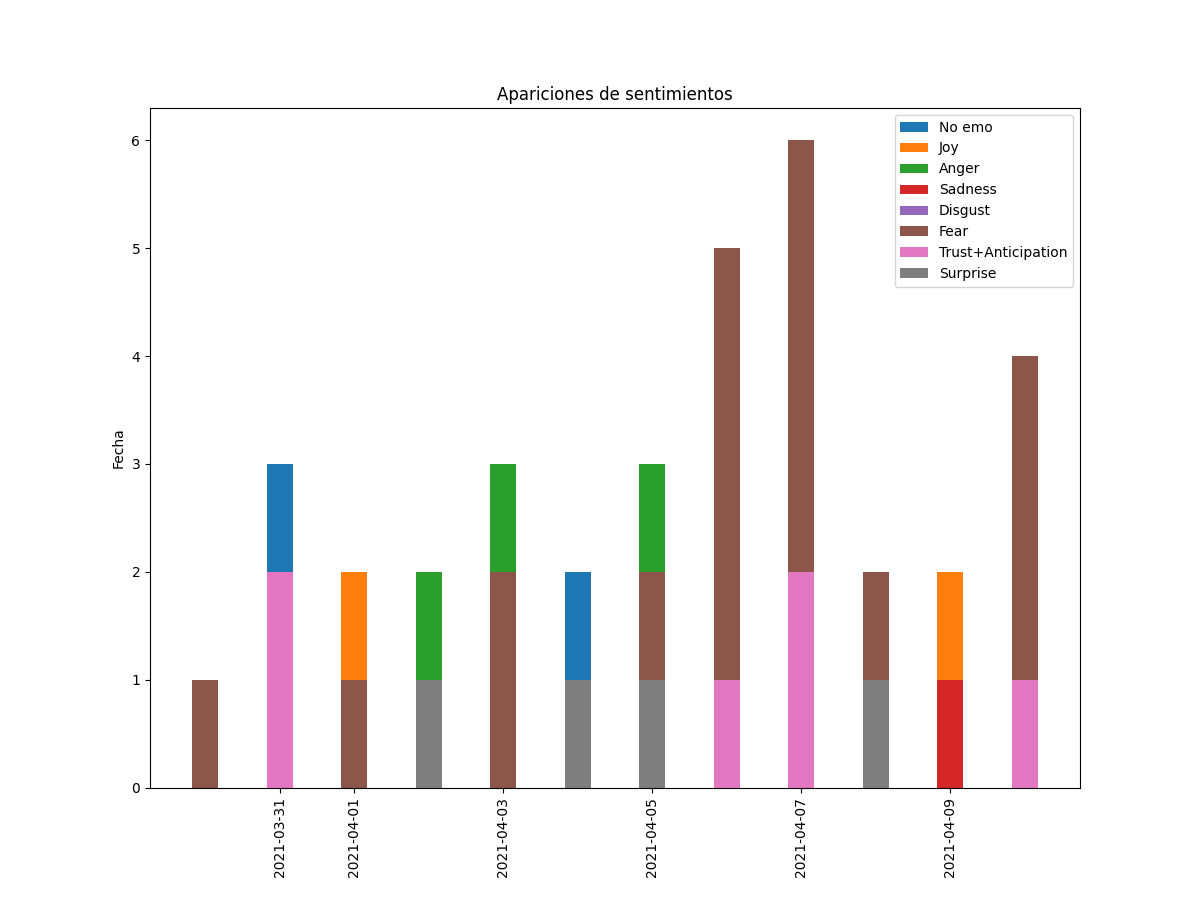 Apariciones de sentimientos
No emo
Joy
Anger
Sadness
Disgust
Fear
Trust+Anticipation
Surprise
Fecha
6
5
4
3
2
1
0
2021-03-31
2021-04-01
2021-04-03
2021-04-05
2021-04-07
2021-04-09